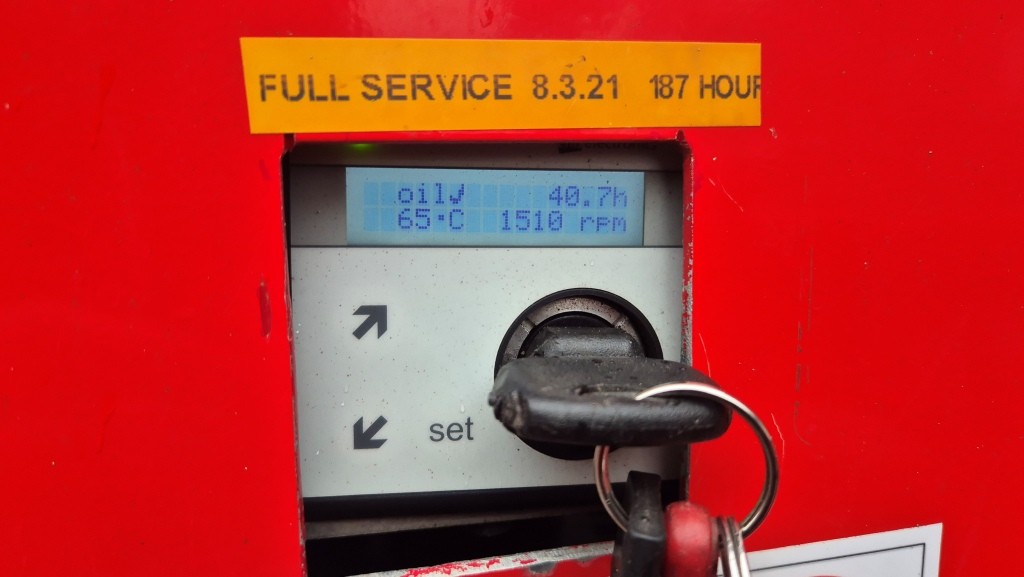 FULL SERVICE 8.3.21 187 HOUR
oil✓ 40.7h
65°C 1510 rpm
set